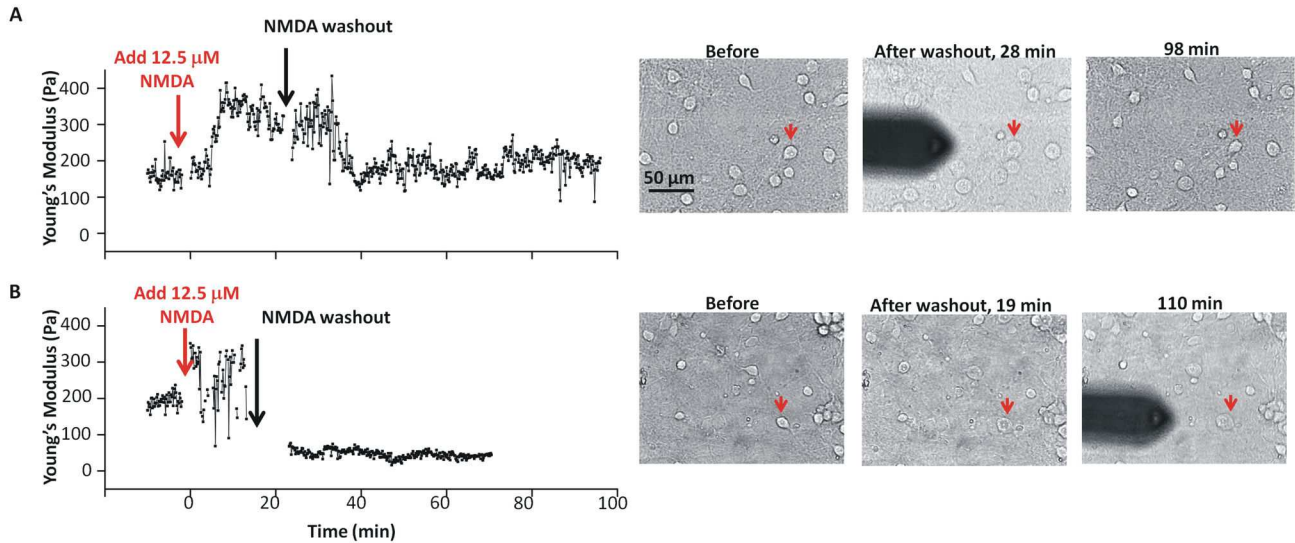 A
NMDA washout
Add 12.5 μM
NMDA
Young's Modulus (Pa)
400
300
200
100
0
Before
After washout, 28 min
98 min
50 μm
B
Add 12.5 μM
NMDA
NMDA washout
Young's Modulus (Pa)
400
300
200
100
0
0
20
40
60
80
100
Time (min)
Before
After washout, 19 min
110 min